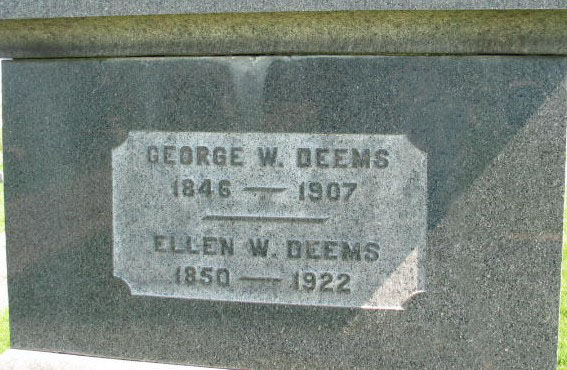 GEORGE W. DEEMS
1846 — 1907
ELLEN W. DEEMS
1850 — 1922